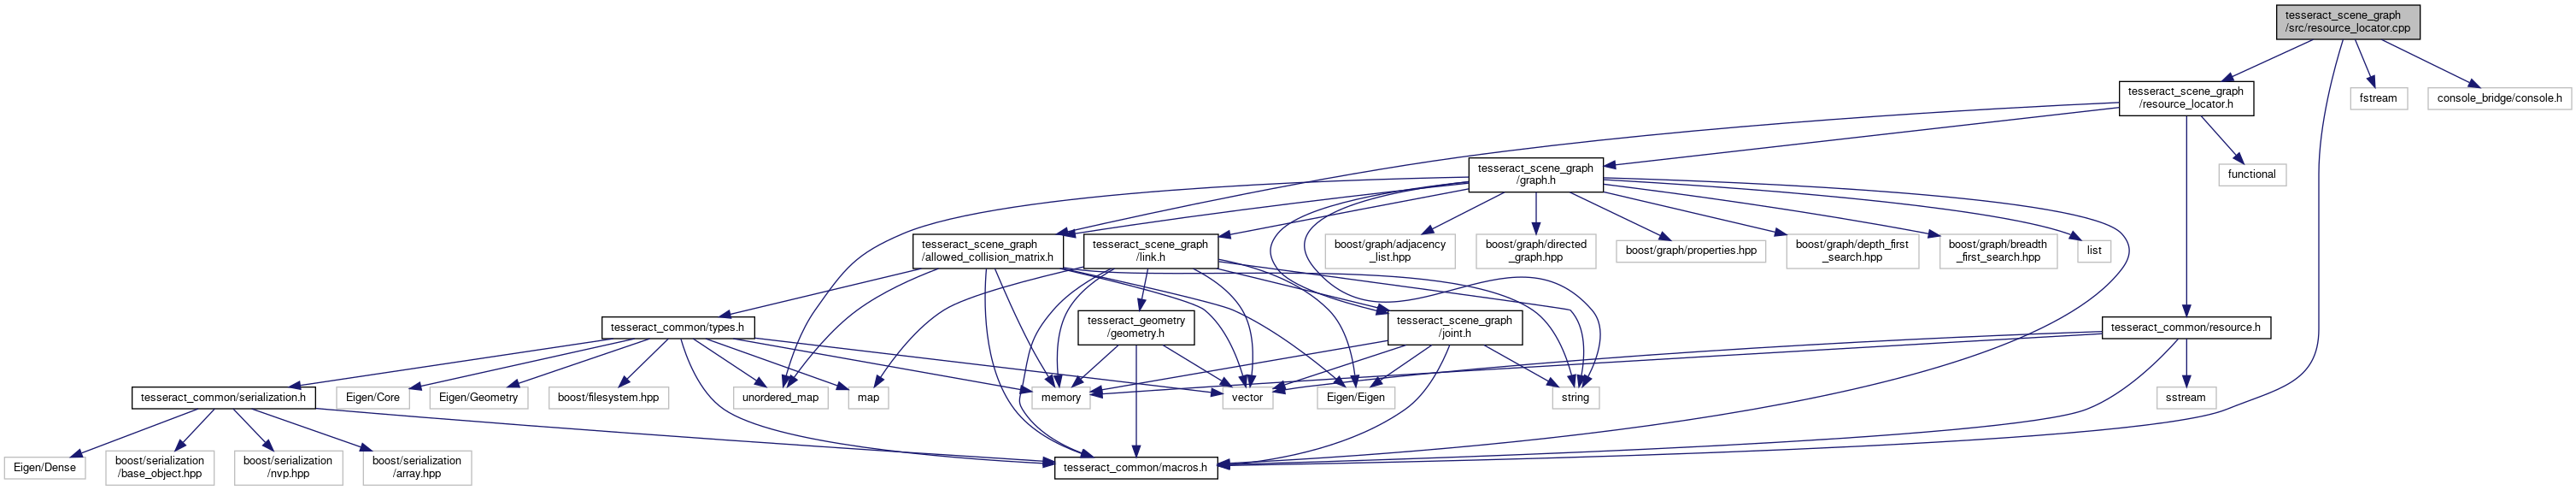 tesseract_scene_graph
/src/resource_locator.cpp
tesseract_scene_graph
/resource_locator.h
fstream
console_bridge/console.h
tesseract_scene_graph
/graph.h
functional
tesseract_scene_graph
/allowed_collision_matrix.h
tesseract_scene_graph
/link.h
boost/graph/adjacency
_list.hpp
boost/graph/directed
_graph.hpp
boost/graph/properties.hpp
boost/graph/depth_first
_search.hpp
boost/graph/breadth
_first_search.hpp
list
tesseract_common/types.h
tesseract_geometry
/geometry.h
tesseract_scene_graph
/joint.h
tesseract_common/resource.h
tesseract_common/serialization.h
Eigen/Core
Eigen/Geometry
boost/filesystem.hpp
unordered_map
map
memory
vector
Eigen/Eigen
string
sstream
Eigen/Dense
boost/serialization
/base_object.hpp
boost/serialization
/nvp.hpp
boost/serialization
/array.hpp
tesseract_common/macros.h